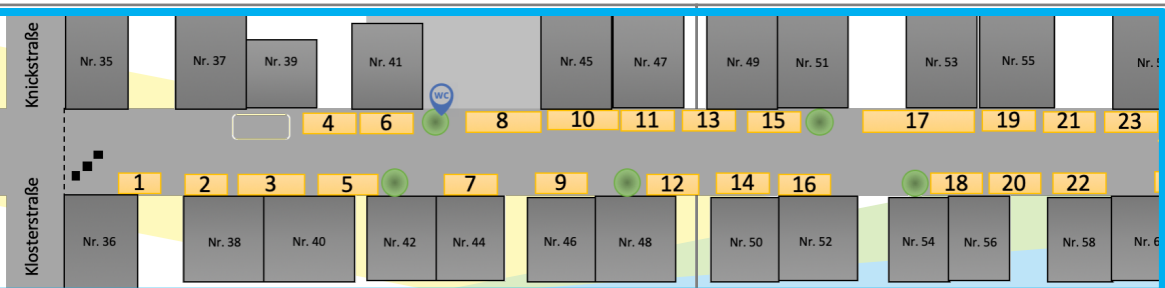 Knickstraße
Nr. 35
Nr. 37
Nr. 39
Nr. 41
Nr. 45
Nr. 47
Nr. 49
Nr. 51
Nr. 53
Nr. 55
WC
4
6
8
10
11
13
15
17
19
21
23
1
2
3
5
7
9
12
14
16
18
20
22
Klosterstraße
Nr. 36
Nr. 38
Nr. 40
Nr. 42
Nr. 44
Nr. 46
Nr. 48
Nr. 50
Nr. 52
Nr. 54
Nr. 56
Nr. 58